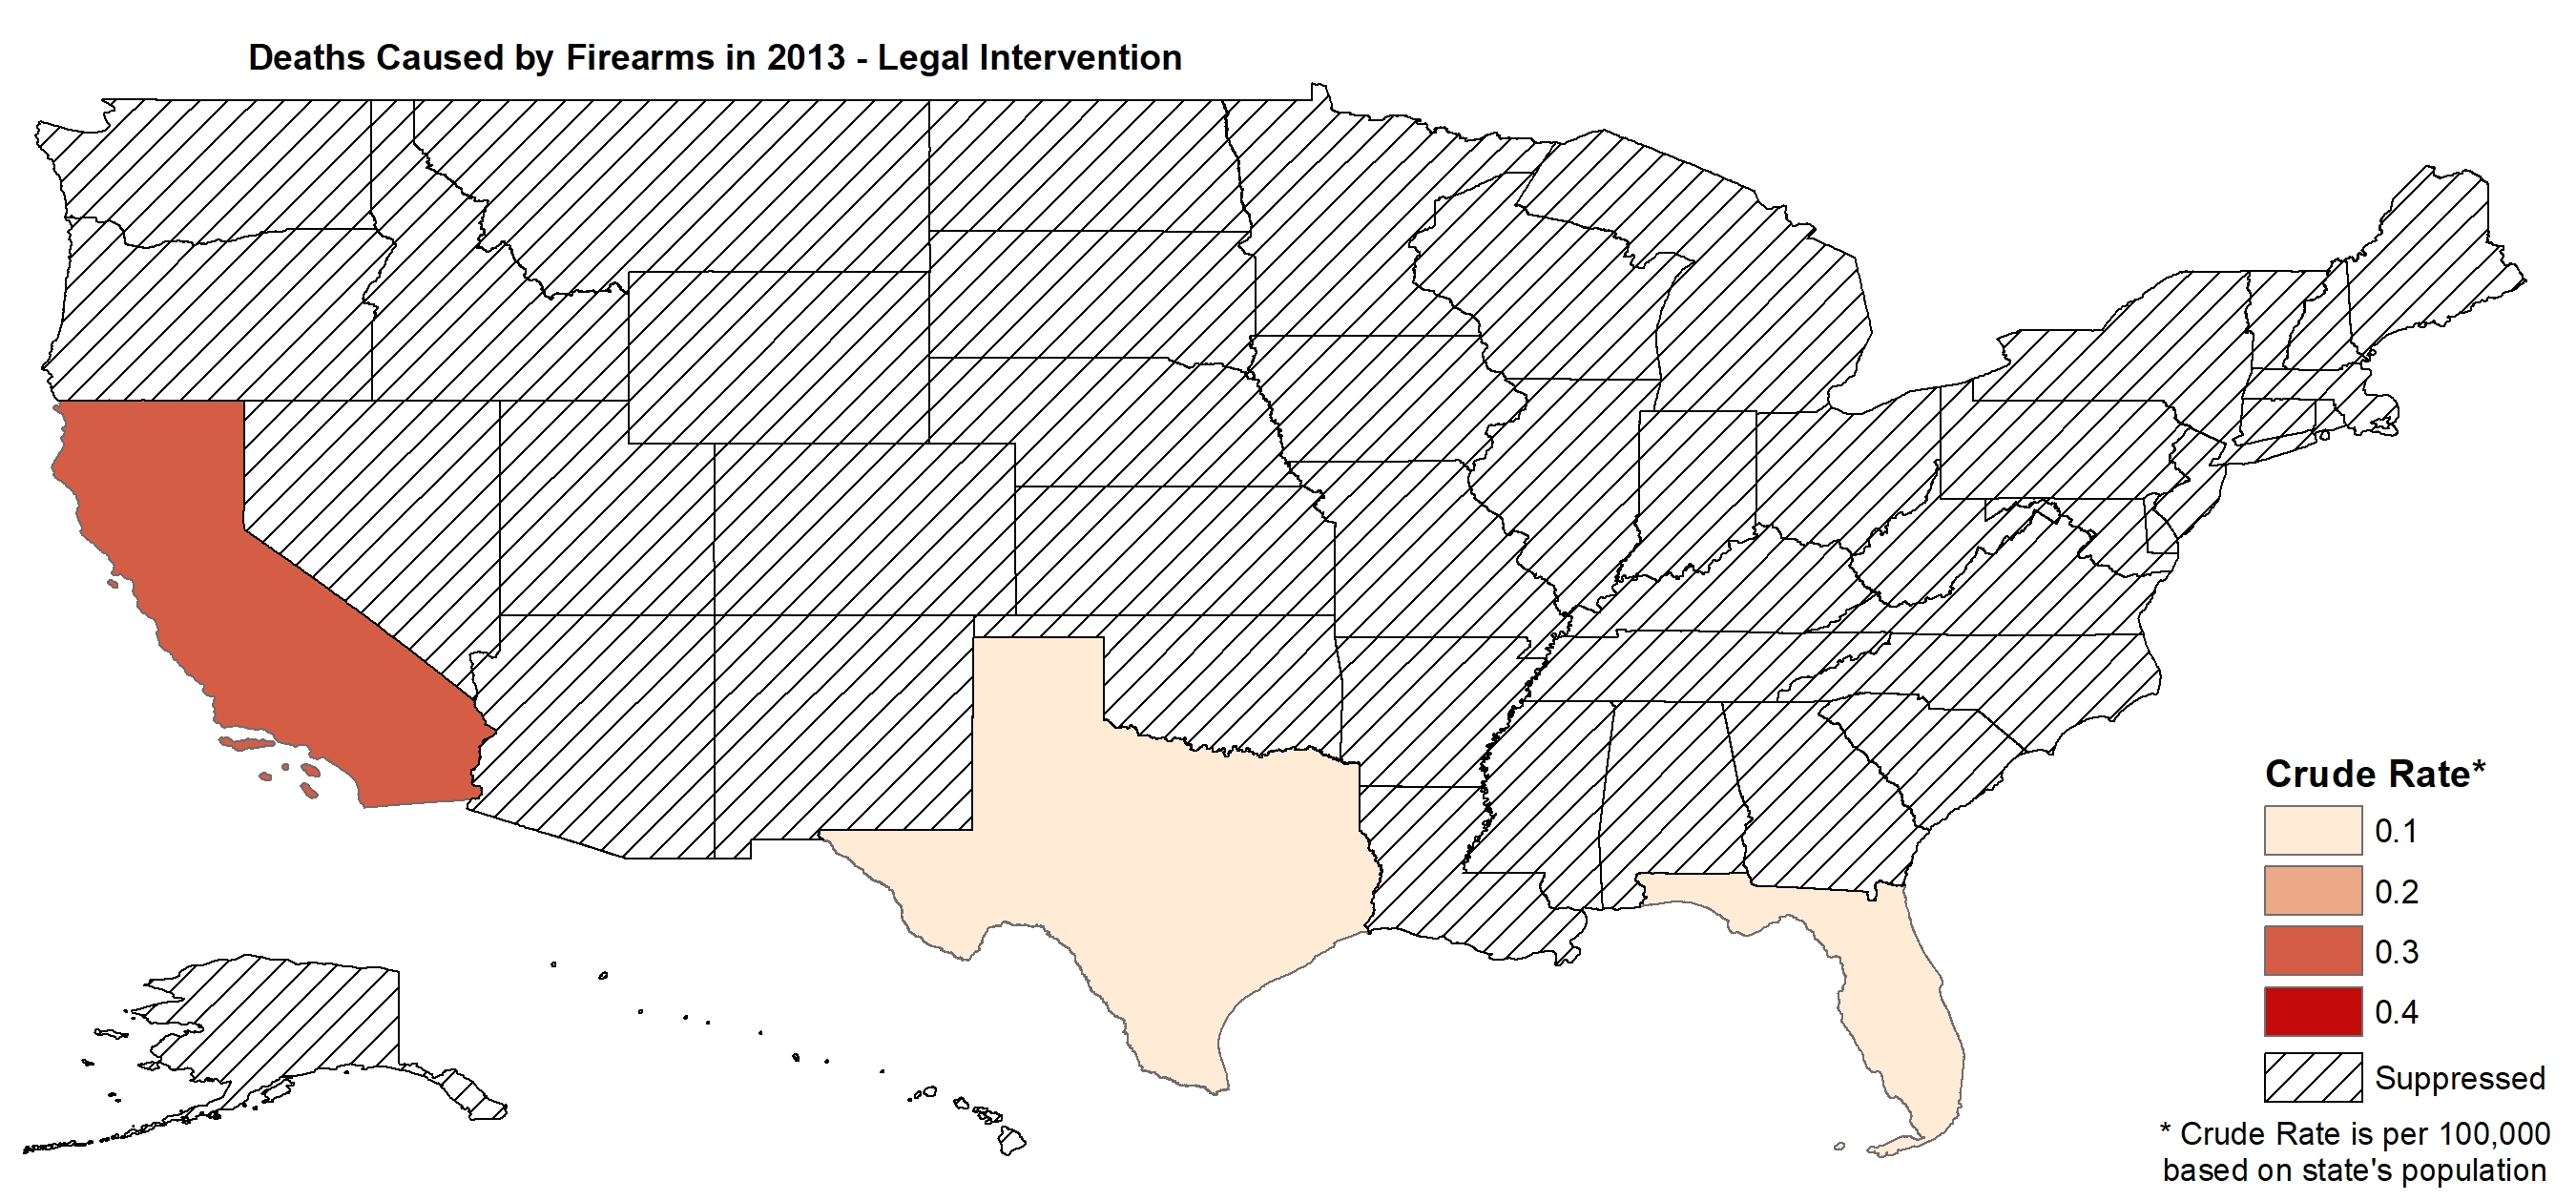 Deaths Caused by Firearms in 2013 - Legal Intervention
Crude Rate*
0.1
0.2
0.3
0.4
Suppressed
* Crude Rate is per 100,000
based on state's population